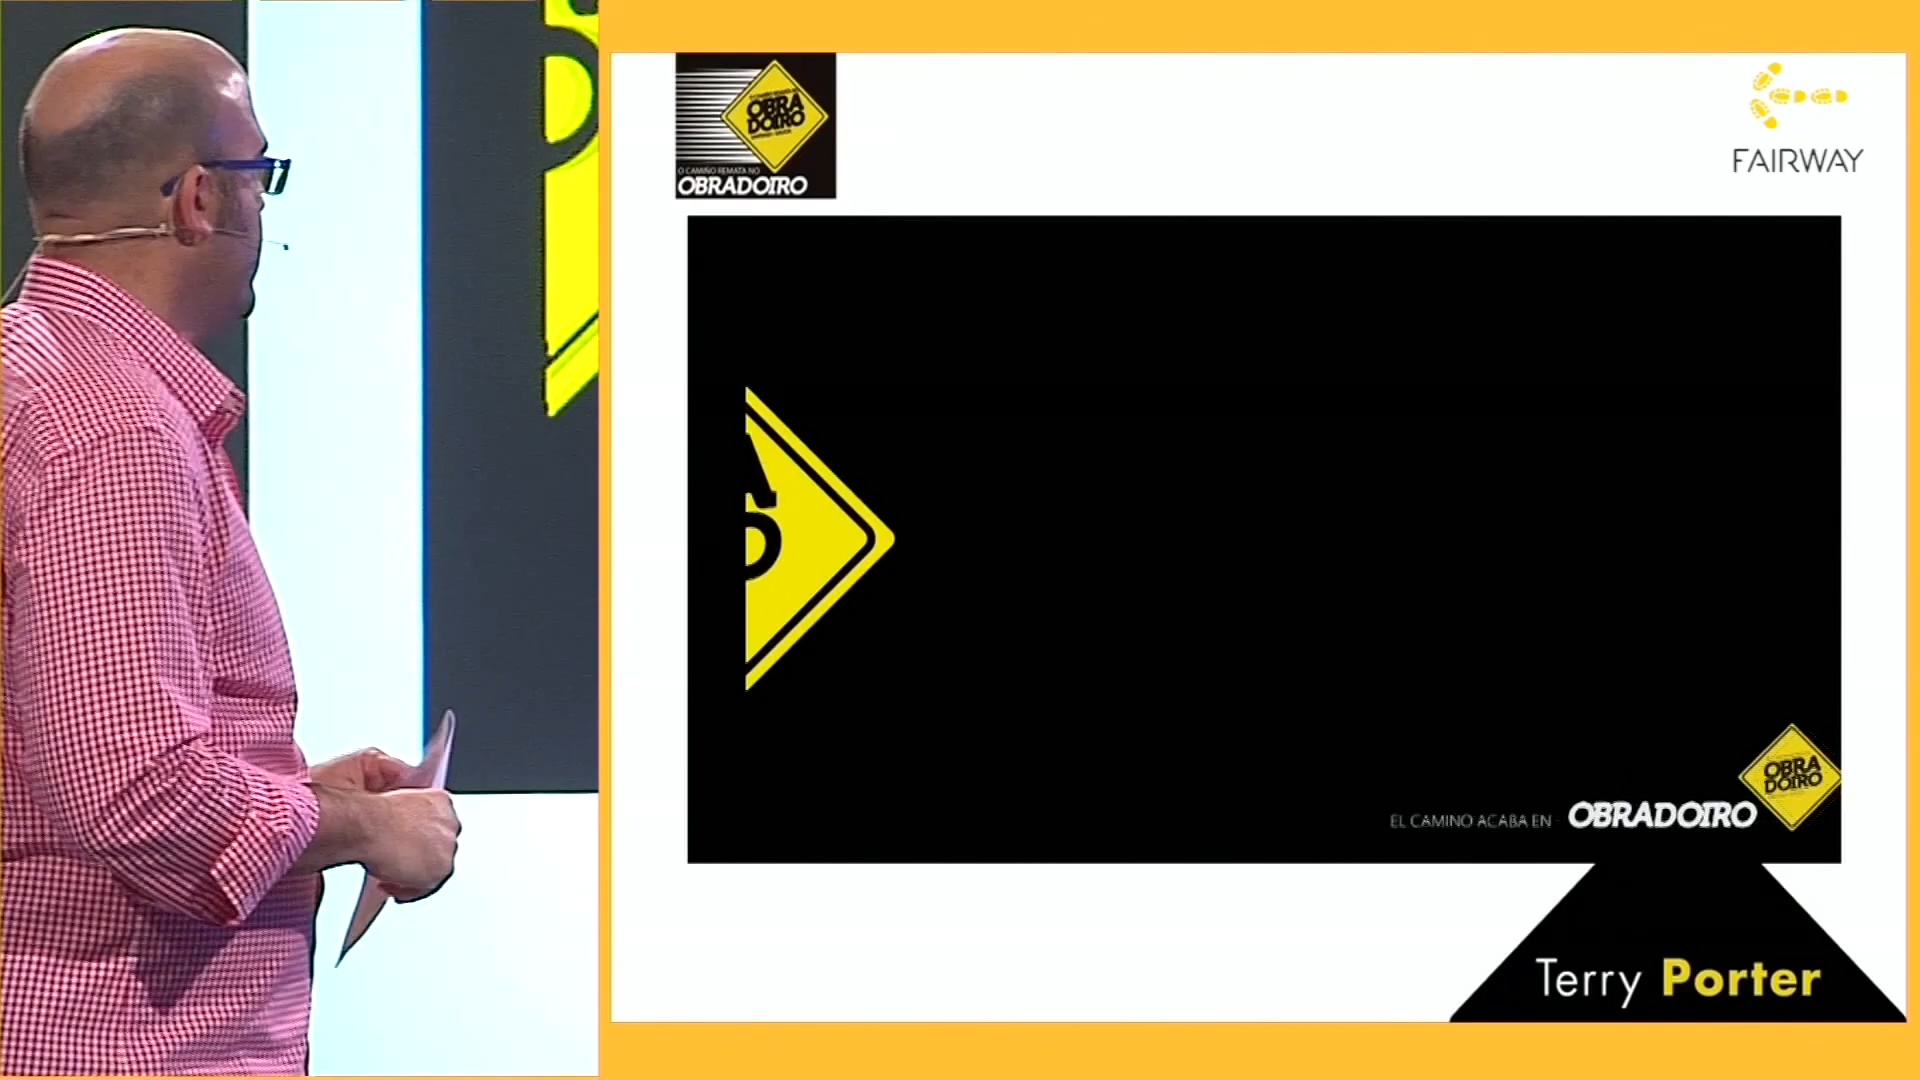 OBRA
DOIRO
O CAMIÑO REMATA NO
OBRADOIRO
FAIRWAY
OBRA
DOIRO
EL CAMINO ACABA EN
OBRADOIRO
Terry Porter